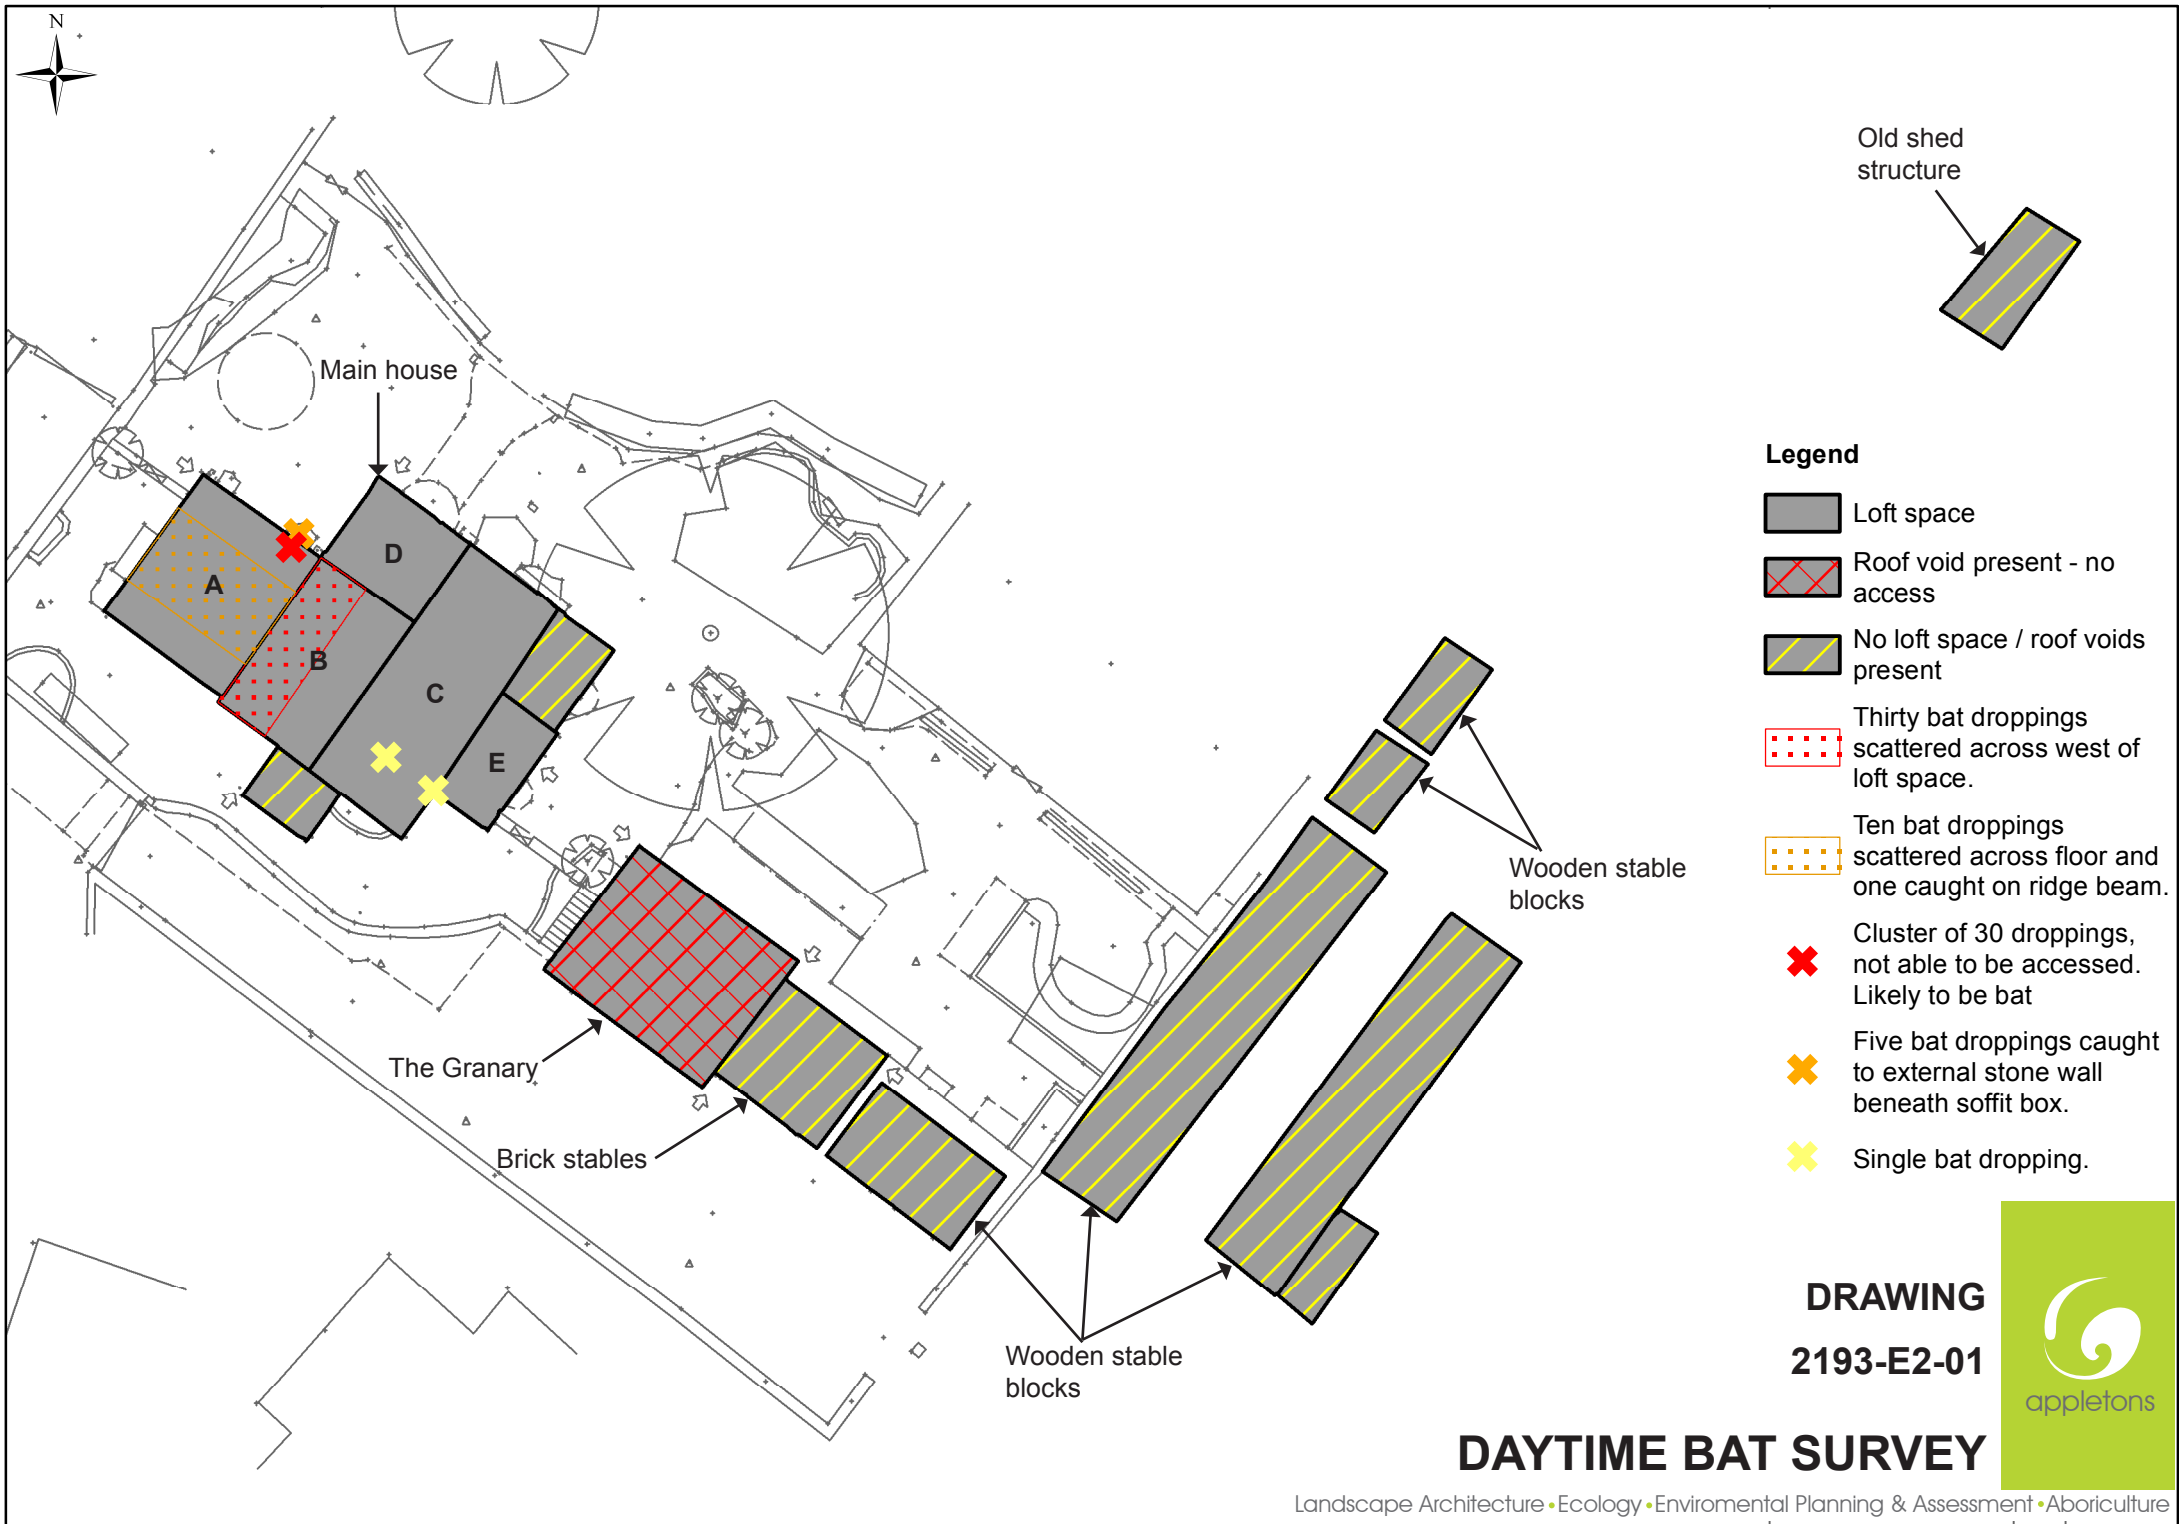 N
Old shed
structure
Main house
A
B
C
D
E
Wooden stable
blocks
The Granary
Brick stables
Wooden stable
blocks
Legend
Loft space
Roof void present - no
access
No loft space / roof voids
present
Thirty bat droppings
scattered across west of
loft space.
Ten bat droppings
scattered across floor and
one caught on ridge beam.
Cluster of 30 droppings,
not able to be accessed.
Likely to be bat
Five bat droppings caught
to external stone wall
beneath soffit box.
Single bat dropping.
DRAWING
2193-E2-01
appletons
DAYTIME BAT SURVEY
Landscape Architecture • Ecology • Enviromental Planning & Assessment • Aboriculture